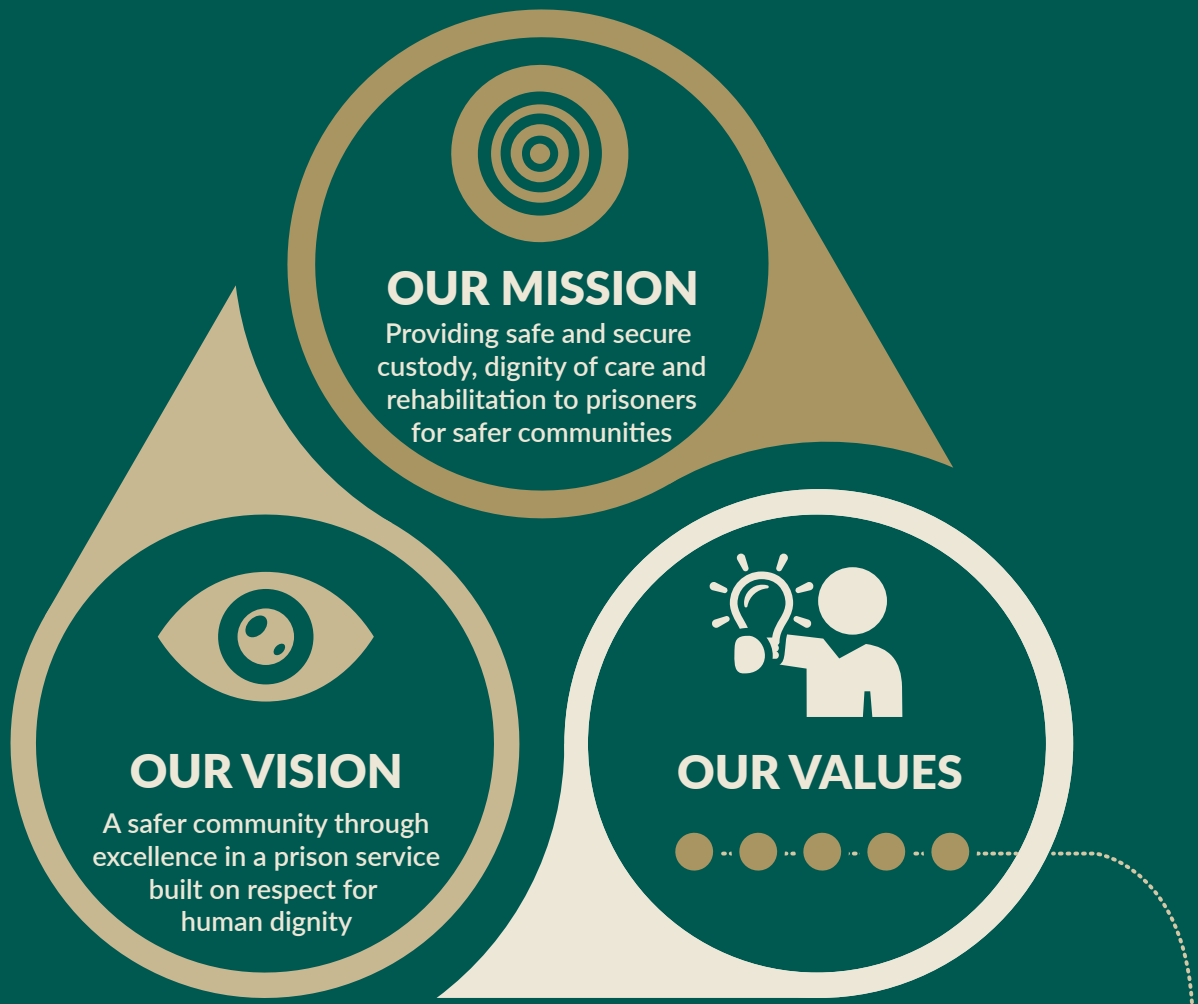 OUR MISSION
Providing safe and secure
custody, dignity of care and
rehabilitation to prisoners
for safer communities
OUR VISION
A safer community through
excellence in a prison service
built on respect for
human dignity
OUR VALUES